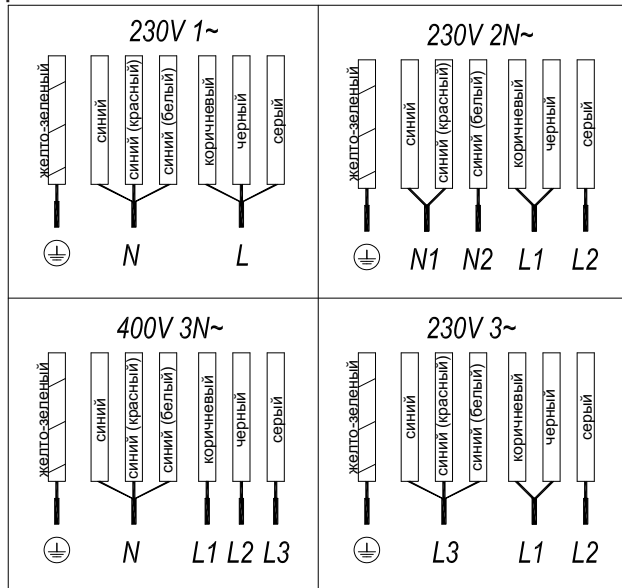 230V 1~
желто-зеленый
синий
синий (красный)
синий (белый)
коричневый
черный
серый
N
L
230V 2N~
желто-зеленый
синий
синий (красный)
синий (белый)
коричневый
черный
серый
N1
N2
L1
L2
400V 3N~
желто-зеленый
синий
синий (красный)
синий (белый)
коричневый
черный
серый
N
L1
L2
L3
230V 3~
желто-зеленый
синий
синий (красный)
синий (белый)
коричневый
черный
серый
L3
L1
L2